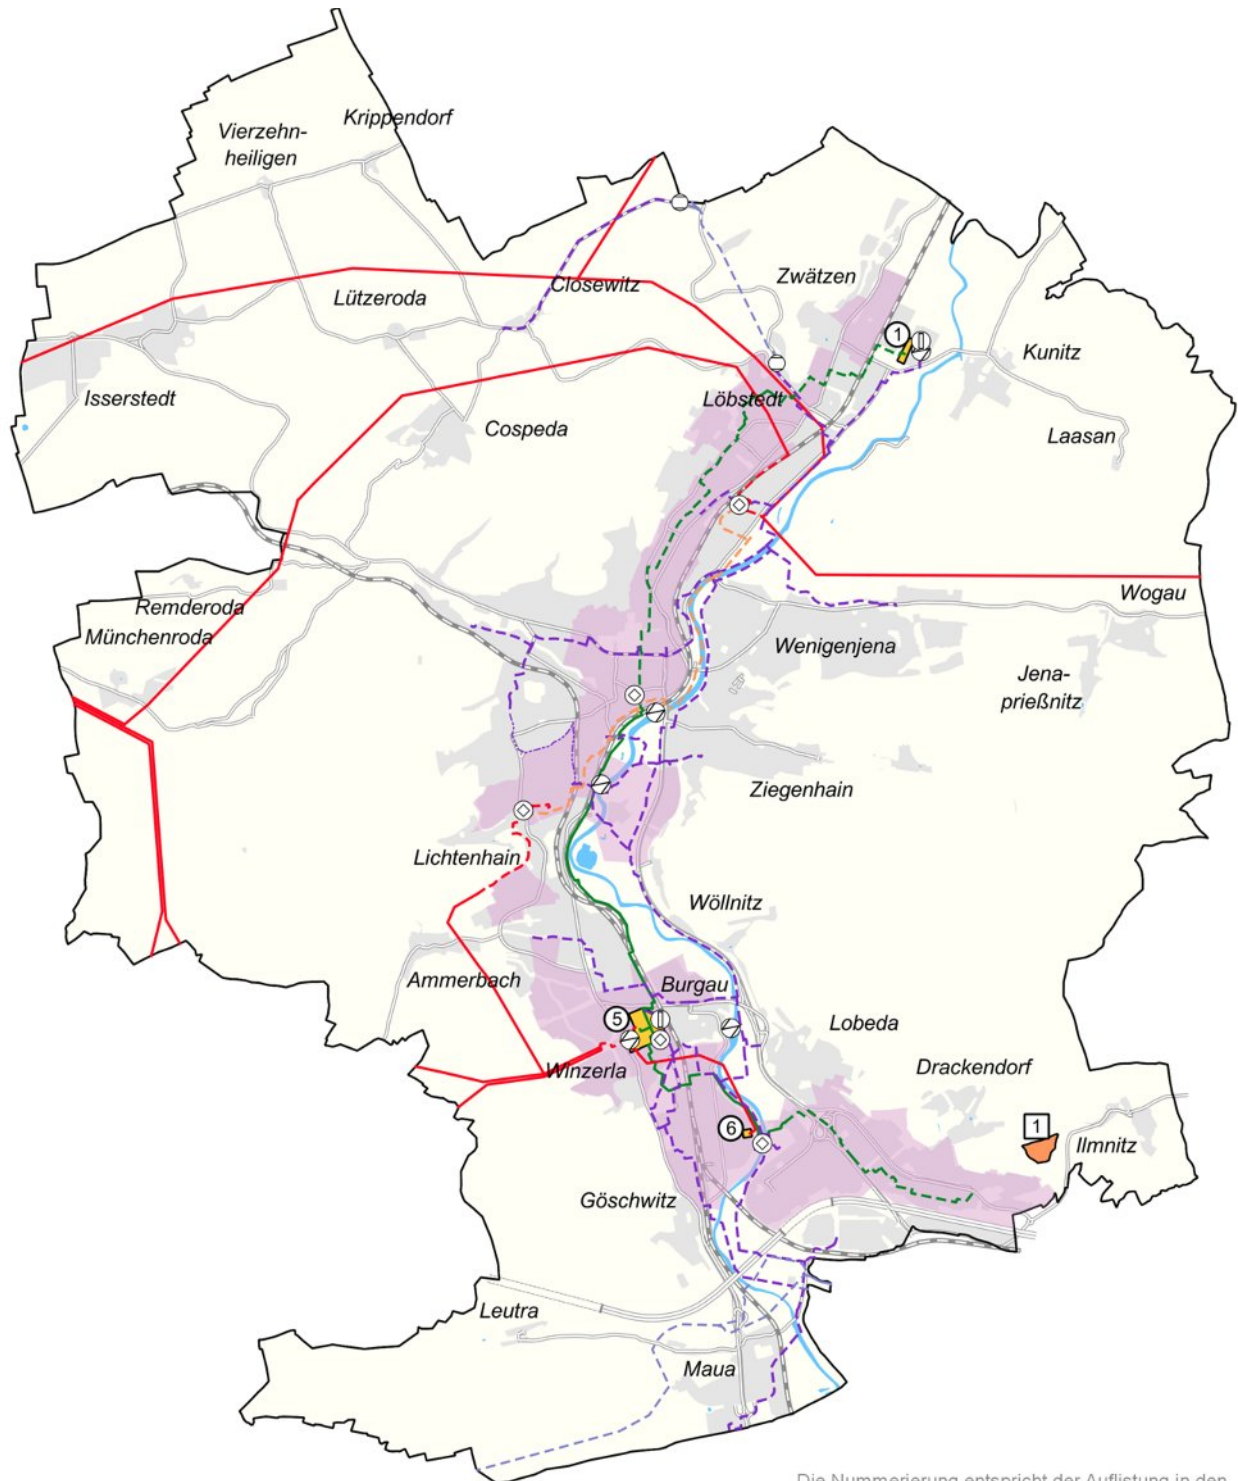 Krippendorf
Vierzehn-
heiligen
Zwätzen
Closewitz
Lützeroda
1
Kunitz
Isserstedt
Löbstedt
Cospeda
Laasan
Wogau
Remderoda
Münchenroda
Wenigenjena
Jena-
prießnitz
Ziegenhain
Lichtenhain
Wöllnitz
Ammerbach
Burgau
5
Lobeda
Winzerla
Drackendorf
6
1
Ilmnitz
Göschwitz
Leutra
Maua
Die Nummerierung entspricht der Auflistung in den